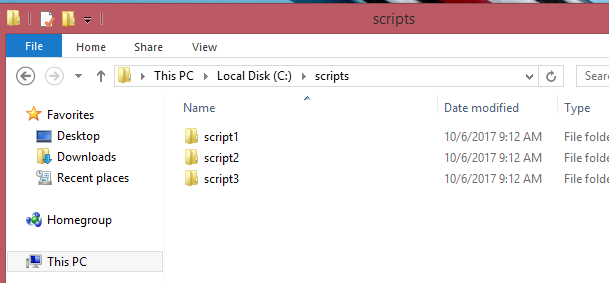 scripts
File Home Share View
This PC Local Disk (C:) scripts Sear
Name Date modified Type
Favorites
Desktop
Downloads
Recent places
Homegroup
This PC
script1 10/6/2017 9:12 AM File folde
script2 10/6/2017 9:12 AM File folde
script3 10/6/2017 9:12 AM File folde